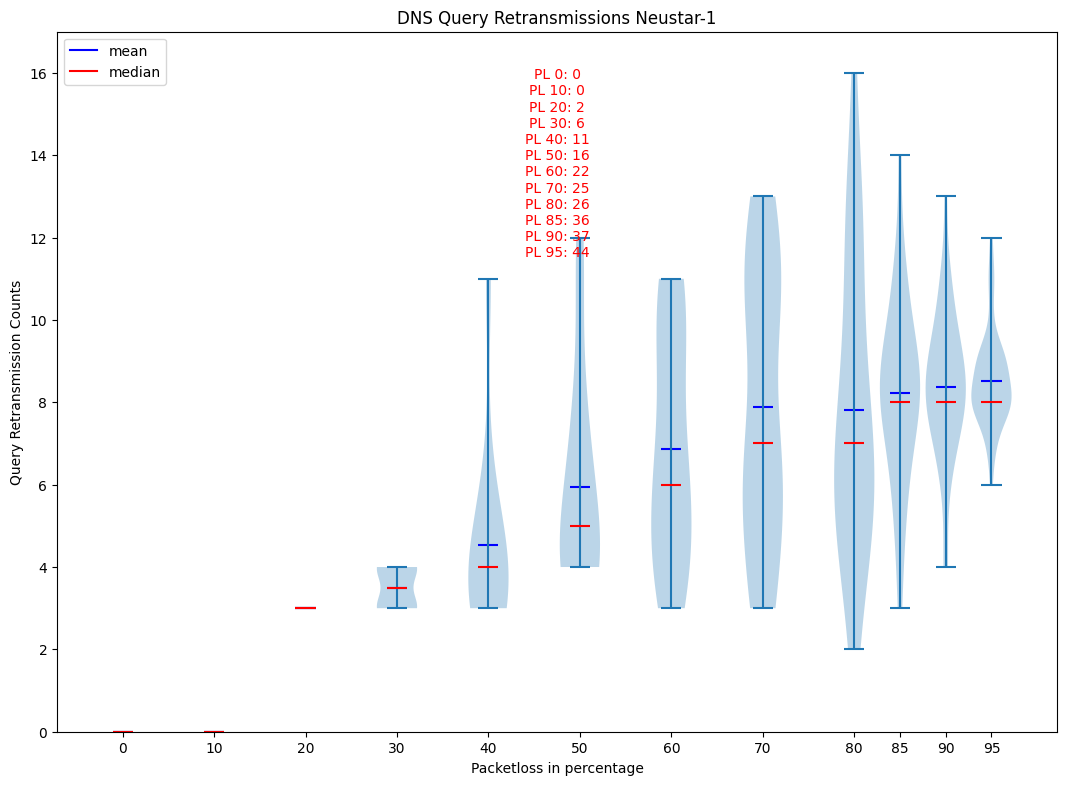 DNS Query Retransmissions Neustar-1
mean
median
PL 0: 0
PL 10: 0
PL 20: 2
PL 30: 6
PL 40: 11
PL 50: 16
PL 60: 22
PL 70: 25
PL 80: 26
PL 85: 36
PL 90: 37
PL 95: 44
Query Retransmission Counts
16
14
12
10
8
6
4
2
0
0 10 20 30 40 50 60 70 80 85 90 95
Packetloss in percentage